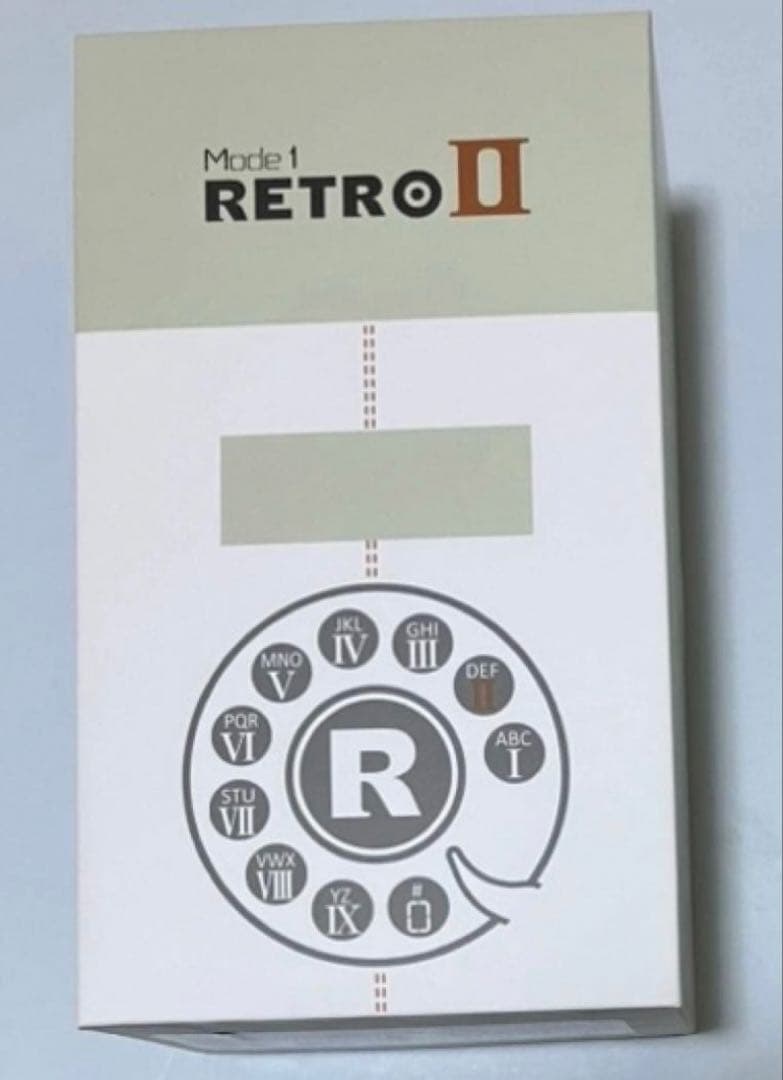 Mode 1
RETRO II
JKL
IV
GHI
III
MNO
V
DEF
II
PQR
VI
ABC
I
STU
VII
R
VWX
VIII
YZ
IX
#
0